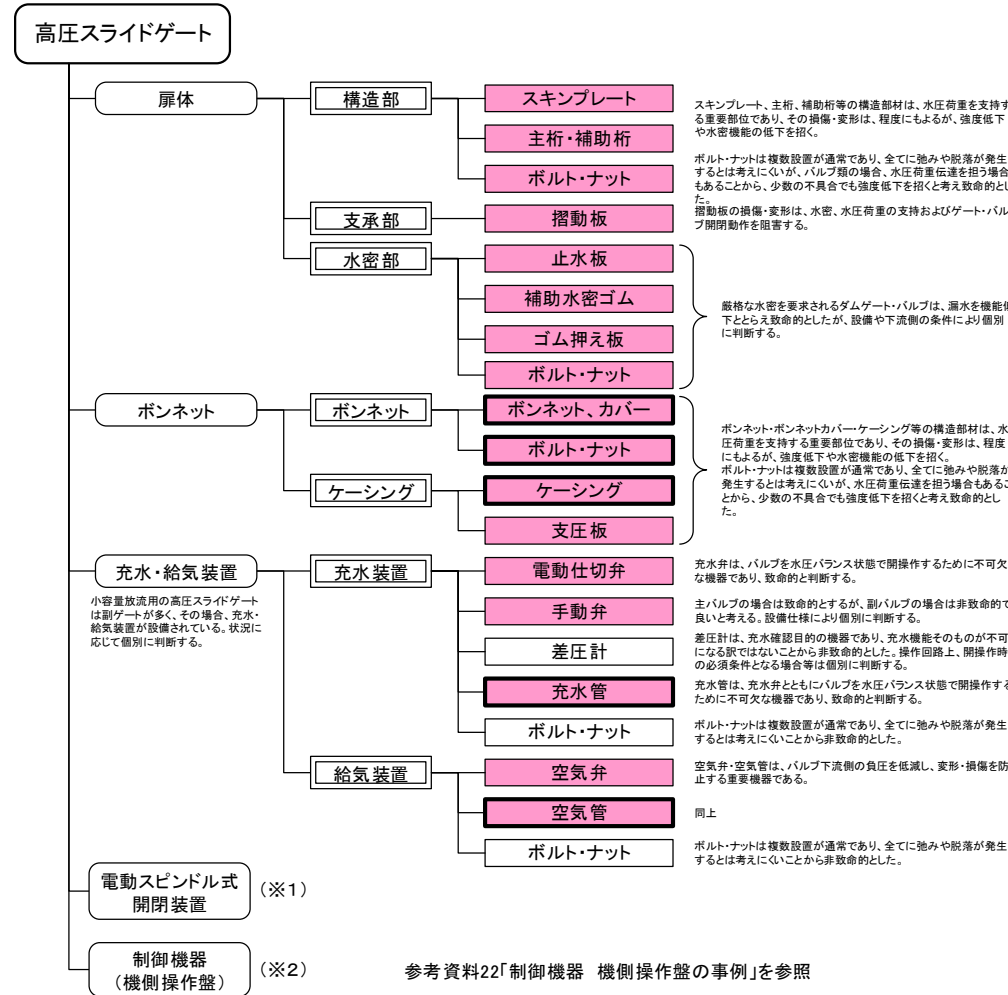 高圧スライドゲート
扉体
構造部
スキンプレート
スキンプレート、主桁、補助桁等の構造部材は、水圧荷重を支持す
る重要部位であり、その損傷・変形は、程度にもよるが、強度低下
や水密機能の低下を招く。
主桁・補助桁
ボルト・ナット
ボルト・ナットは複数設置が通常であり、全てに弛みや脱落が発生
するとは考えにくいが、バルブ類の場合、水圧荷重伝達を担う場合
もあることから、少数の不具合でも強度低下を招くと考え致命的とし
た。
支承部
摺動板
摺動板の損傷・変形は、水密、水圧荷重の支持およびゲート・バル
ブ開閉動作を阻害する。
水密部
止水板
補助水密ゴム
ゴム押え板
ボルト・ナット
厳格な水密を要求されるダムゲート・バルブは、漏水を機能低
下ととらえ致命的としたが、設備や下流側の条件により個別
に判断する。
ボンネット
ボンネット
ボンネット、カバー
ボルト・ナット
ケーシング
ケーシング
支圧板
ボンネット・ボンネットカバー・ケーシング等の構造部材は、水
圧荷重を支持する重要部位であり、その損傷・変形は、程度
にもよるが、強度低下や水密機能の低下を招く。
ボルト・ナットは複数設置が通常であり、全てに弛みや脱落が
発生するとは考えにくいが、水圧荷重伝達を担う場合もあるこ
とから、少数の不具合でも強度低下を招くと考え致命的とし
た。
充水・給気装置
小容量放流用の高圧スライドゲート
は副ゲートが多く、その場合、充水・
給気装置が設備されている。状況に
応じて個別に判断する。
充水装置
電動仕切弁
充水弁は、バルブを水圧バランス状態で開操作するために不可欠
な機器であり、致命的と判断する。
手動弁
主バルブの場合は致命的とするが、副バルブの場合は非致命的で
良いと考える。設備仕様により個別に判断する。
差圧計
差圧計は、充水確認目的の機器であり、充水機能そのものが不可
になる訳ではないことから非致命的とした。操作回路上、開操作時
の必須条件となる場合等は個別に判断する。
充水管
充水管は、充水弁とともにバルブを水圧バランス状態で開操作する
ために不可欠な機器であり、致命的と判断する。
ボルト・ナット
ボルト・ナットは複数設置が通常であり、全てに弛みや脱落が発生
するとは考えにくいことから非致命的とした。
給気装置
空気弁
空気弁・空気管は、バルブ下流側の負圧を低減し、変形・損傷を防
止する重要機器である。
空気管
同上
ボルト・ナット
ボルト・ナットは複数設置が通常であり、全てに弛みや脱落が発生
するとは考えにくいことから非致命的とした。
電動スピンドル式
開閉装置
(※1)
制御機器
(機側操作盤)
(※2)
参考資料22「制御機器 機側操作盤の事例」を参照